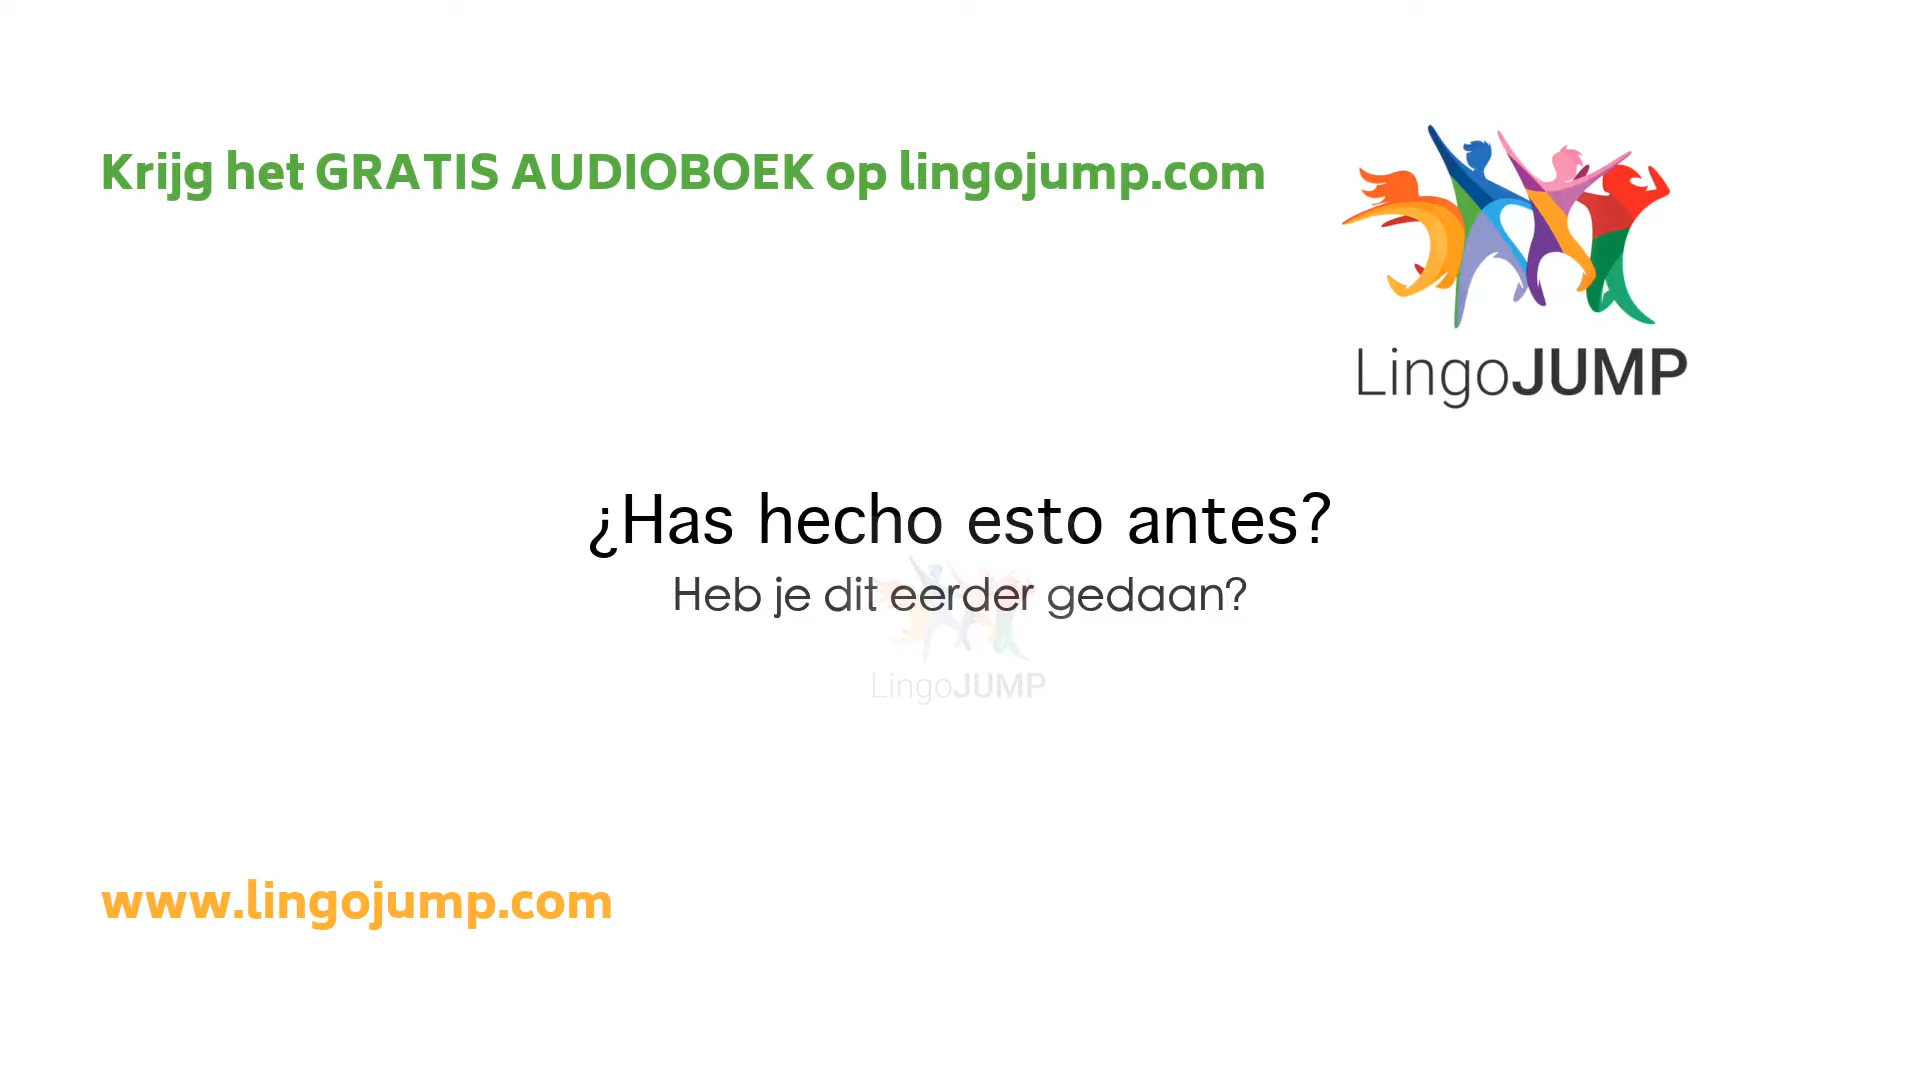 Krijg het GRATIS AUDIOBOEK op lingojump.com
LingoJUMP
¿Has hecho esto antes?
Heb je dit eerder gedaan?
LingoJUMP
www.lingojump.com